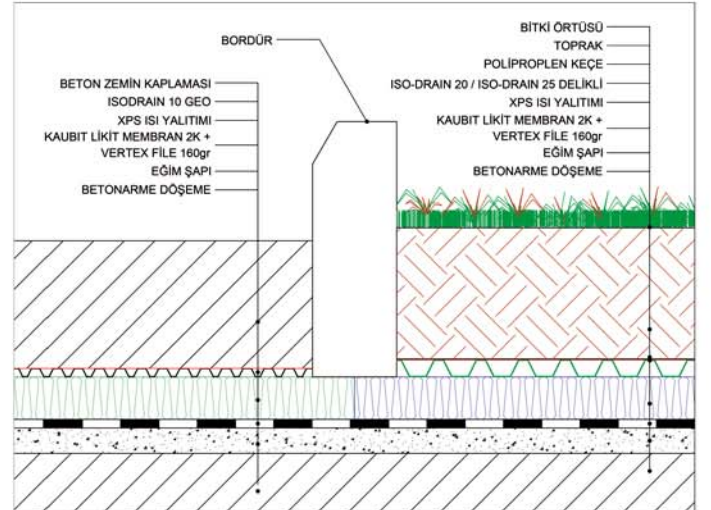 BORDÜR
BETON ZEMİN KAPLAMASI
ISODRAIN 10 GEO
XPS ISI YALITIMI
KAUBIT LİKİT MEMBRAN 2K +
VERTEX FİLE 160gr
EĞİM ŞAPI
BETONARME DÖŞEME
BİTKİ ÖRTÜSÜ
TOPRAK
POLİPROPLEN KEÇE
ISO-DRAIN 20 / ISO-DRAIN 25 DELİKLİ
XPS ISI YALITIMI
KAUBIT LİKİT MEMBRAN 2K +
VERTEX FİLE 160gr
EĞİM ŞAPI
BETONARME DÖŞEME